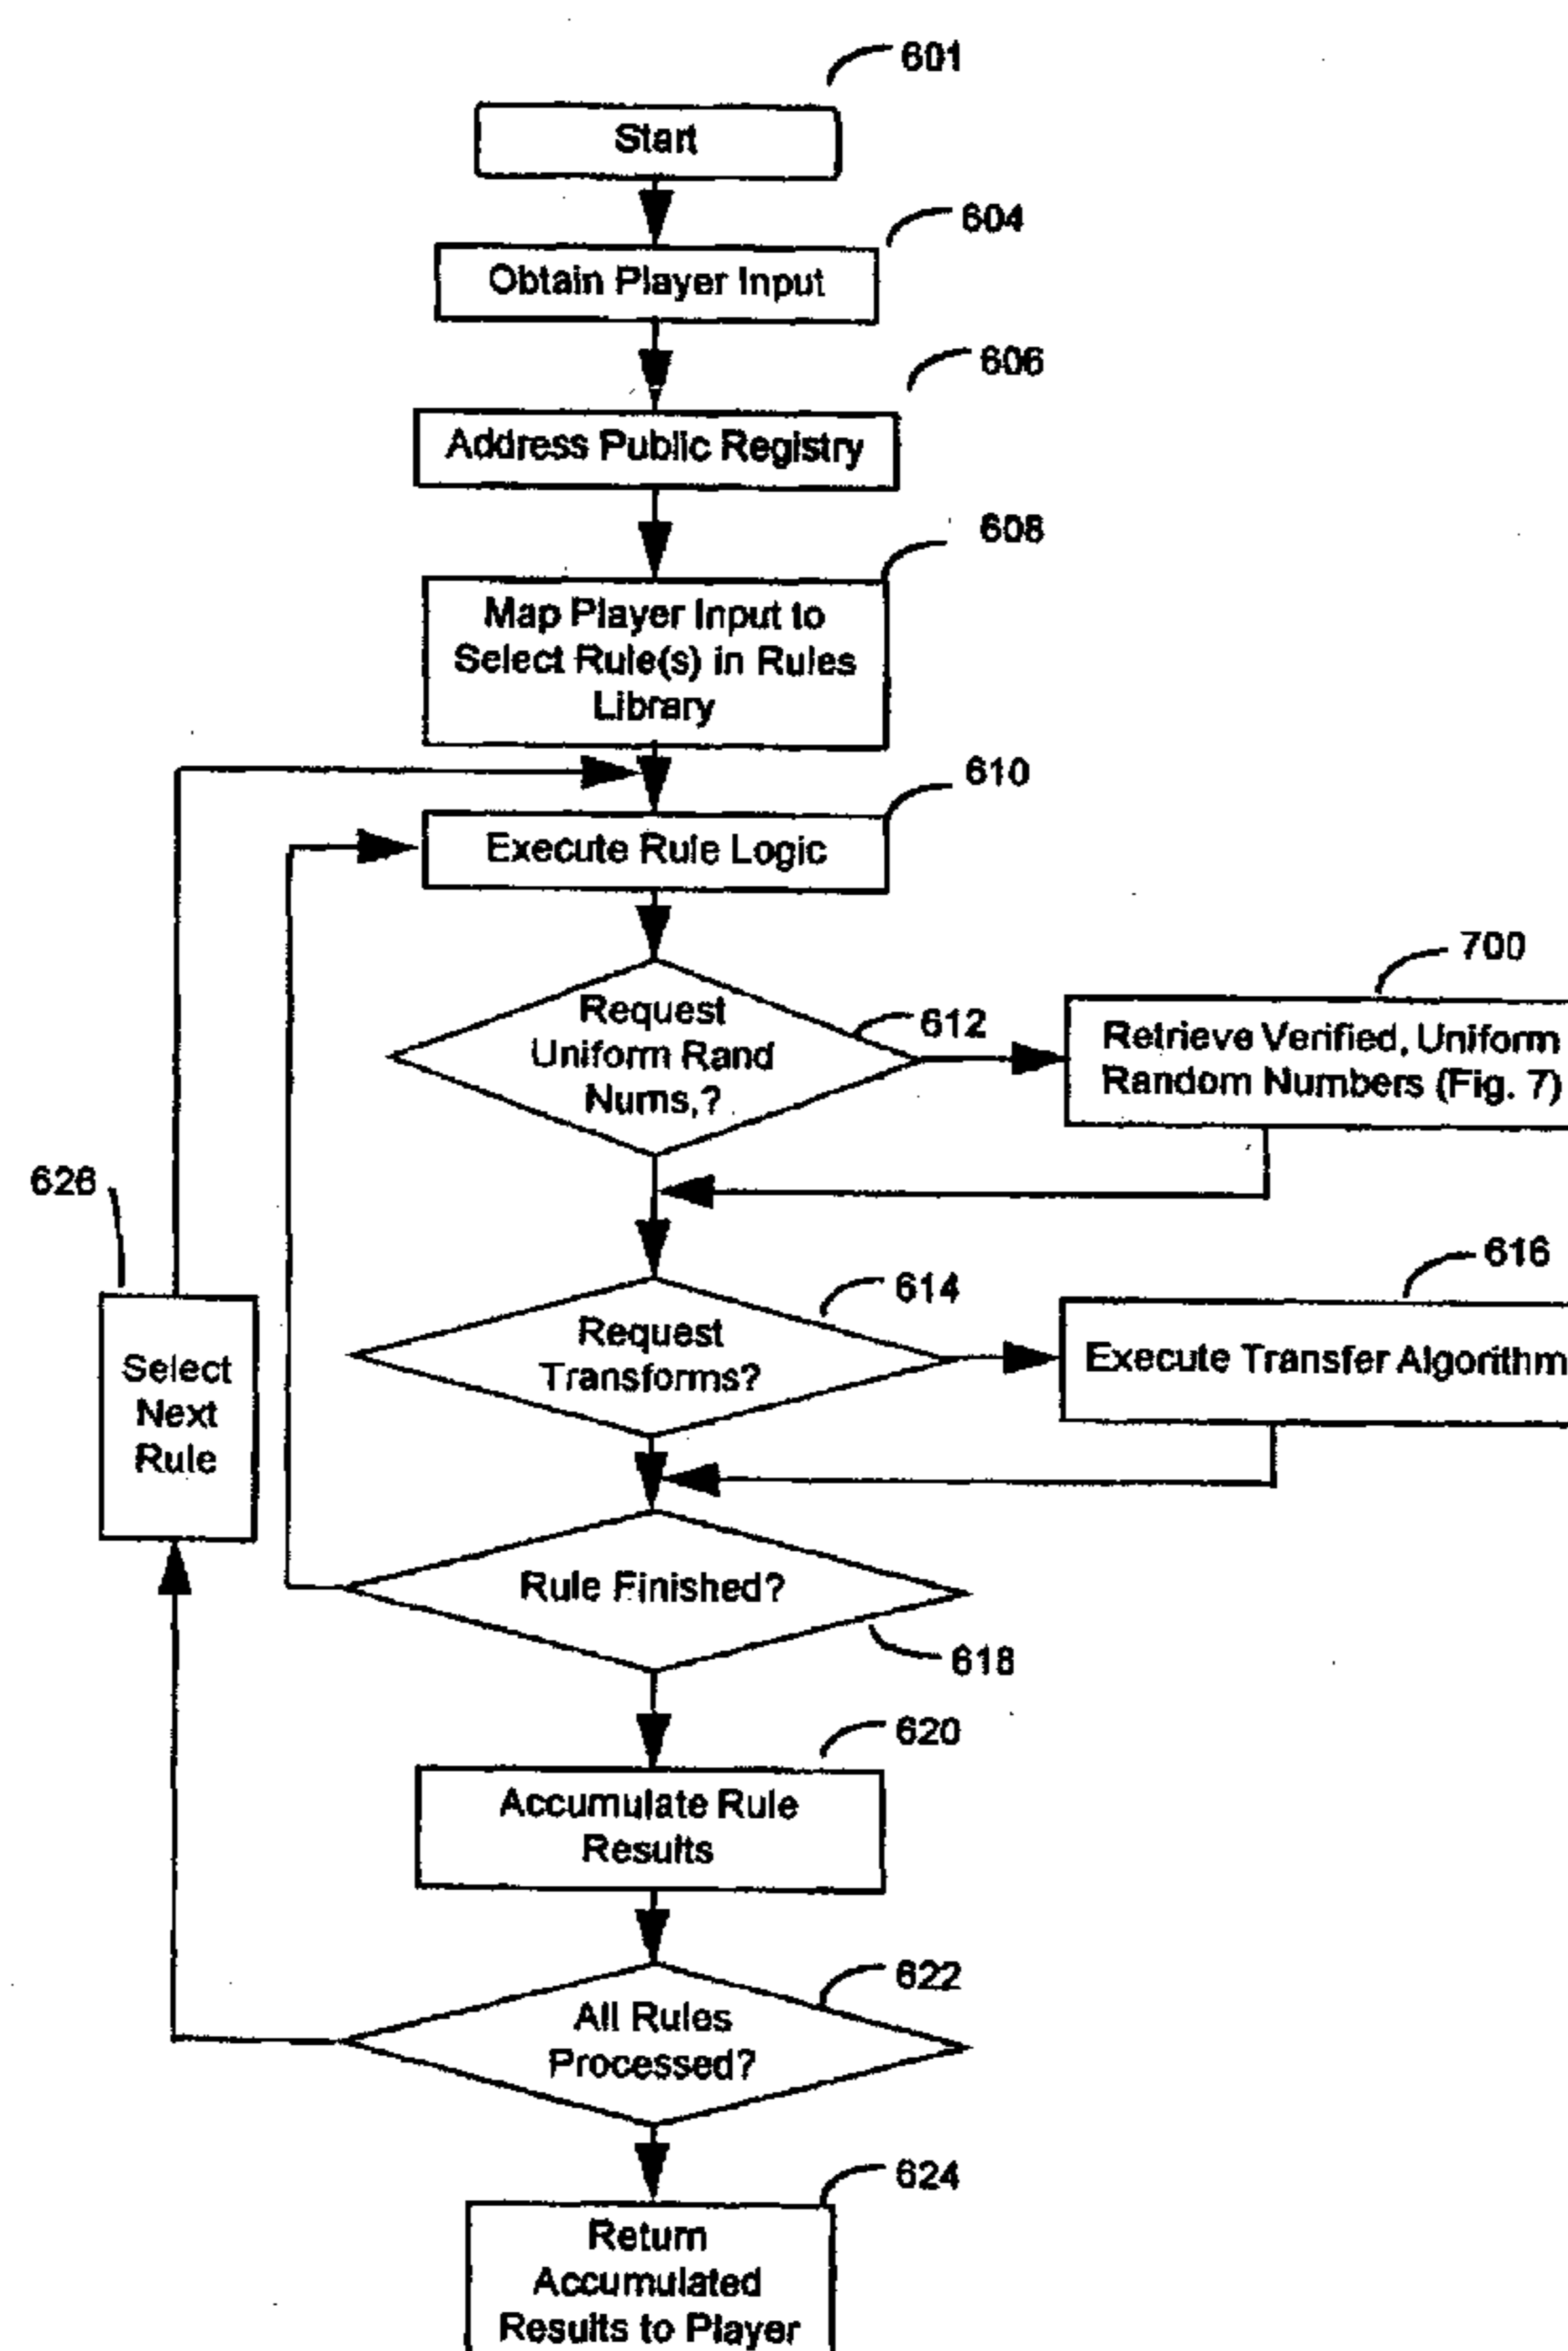 601
Start
604
Obtain Player Input
606
Address Public Registry
608
Map Player Input to
Select Rule(s) in Rules
Library
610
Execute Rule Logic
700
Request
Uniform Rand
Nums,?
612
Retrieve Verified, Uniform
Random Numbers (Fig. 7)
626
614
616
Request
Transforms?
Execute Transfer Algorithm
Select
Next
Rule
Rule Finished?
618
620
Accumulate Rule
Results
622
All Rules
Processed?
624
Return
Accumulated
Results to Player